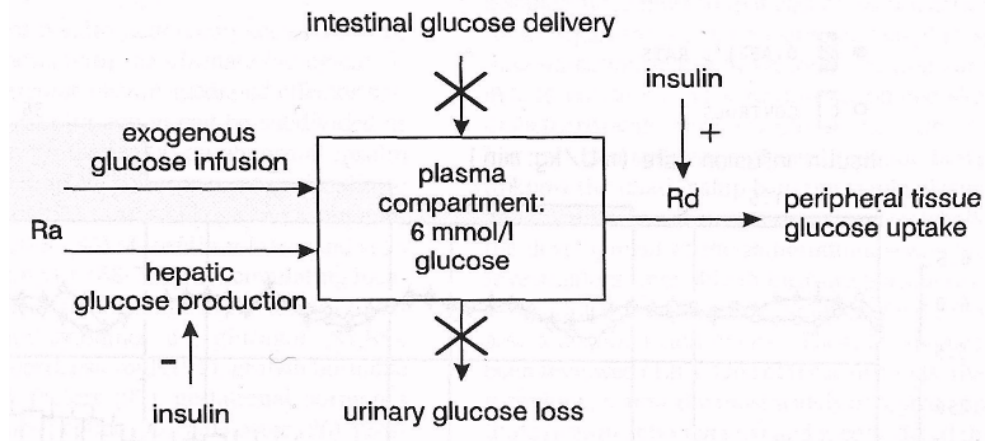 intestinal glucose delivery
insulin
+
exogenous
glucose infusion
plasma
compartment:
6 mmol/l
glucose
Ra
Rd
peripheral tissue
glucose uptake
hepatic
glucose production
-
insulin
urinary glucose loss